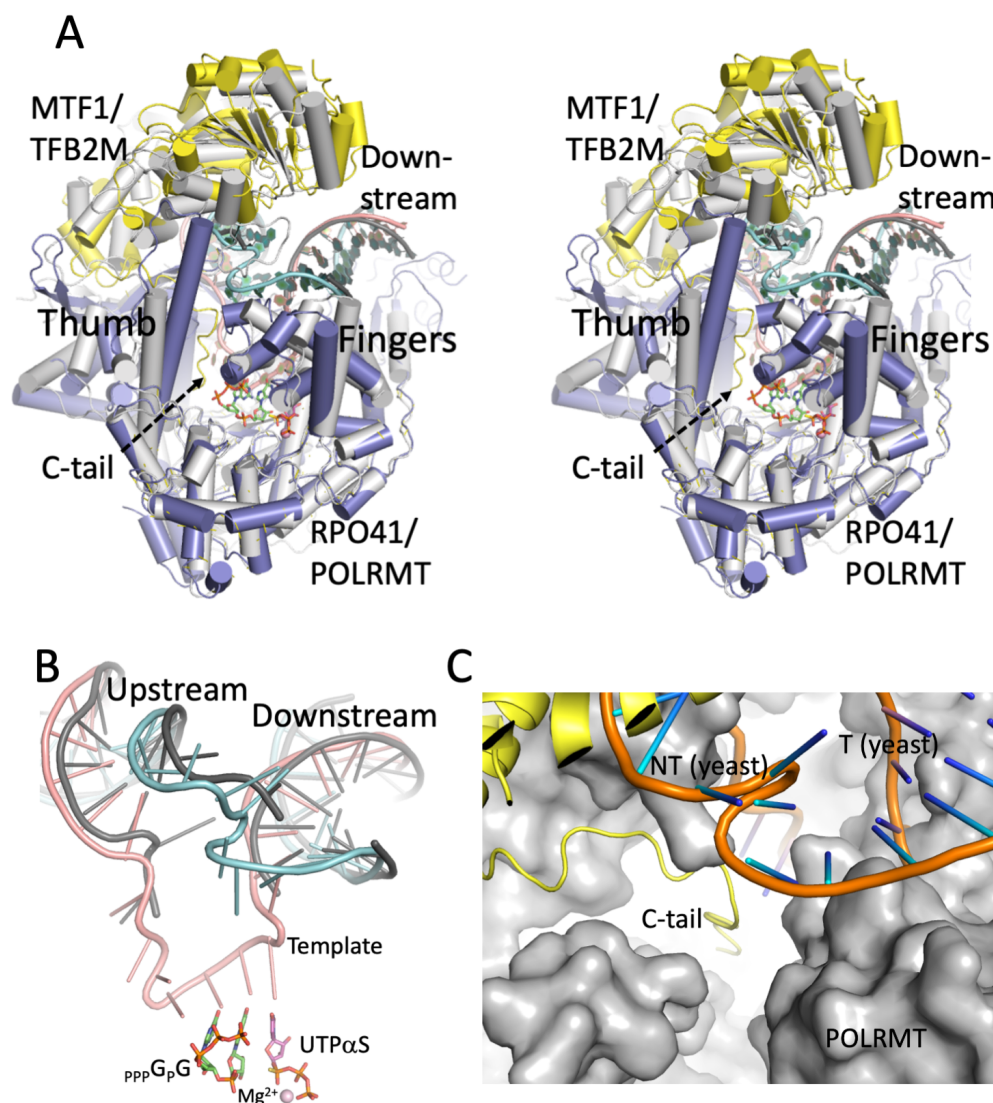 A
MTF1/
TFB2M
Down-
stream
Thumb
Fingers
C-tail
RPO41/
POLRMT
MTF1/
TFB2M
Down-
stream
Thumb
Fingers
C-tail
RPO41/
POLRMT
B
Upstream
Downstream
Template
PPPGPG
UTPαS
Mg2+
C
NT (yeast)
T (yeast)
C-tail
POLRMT